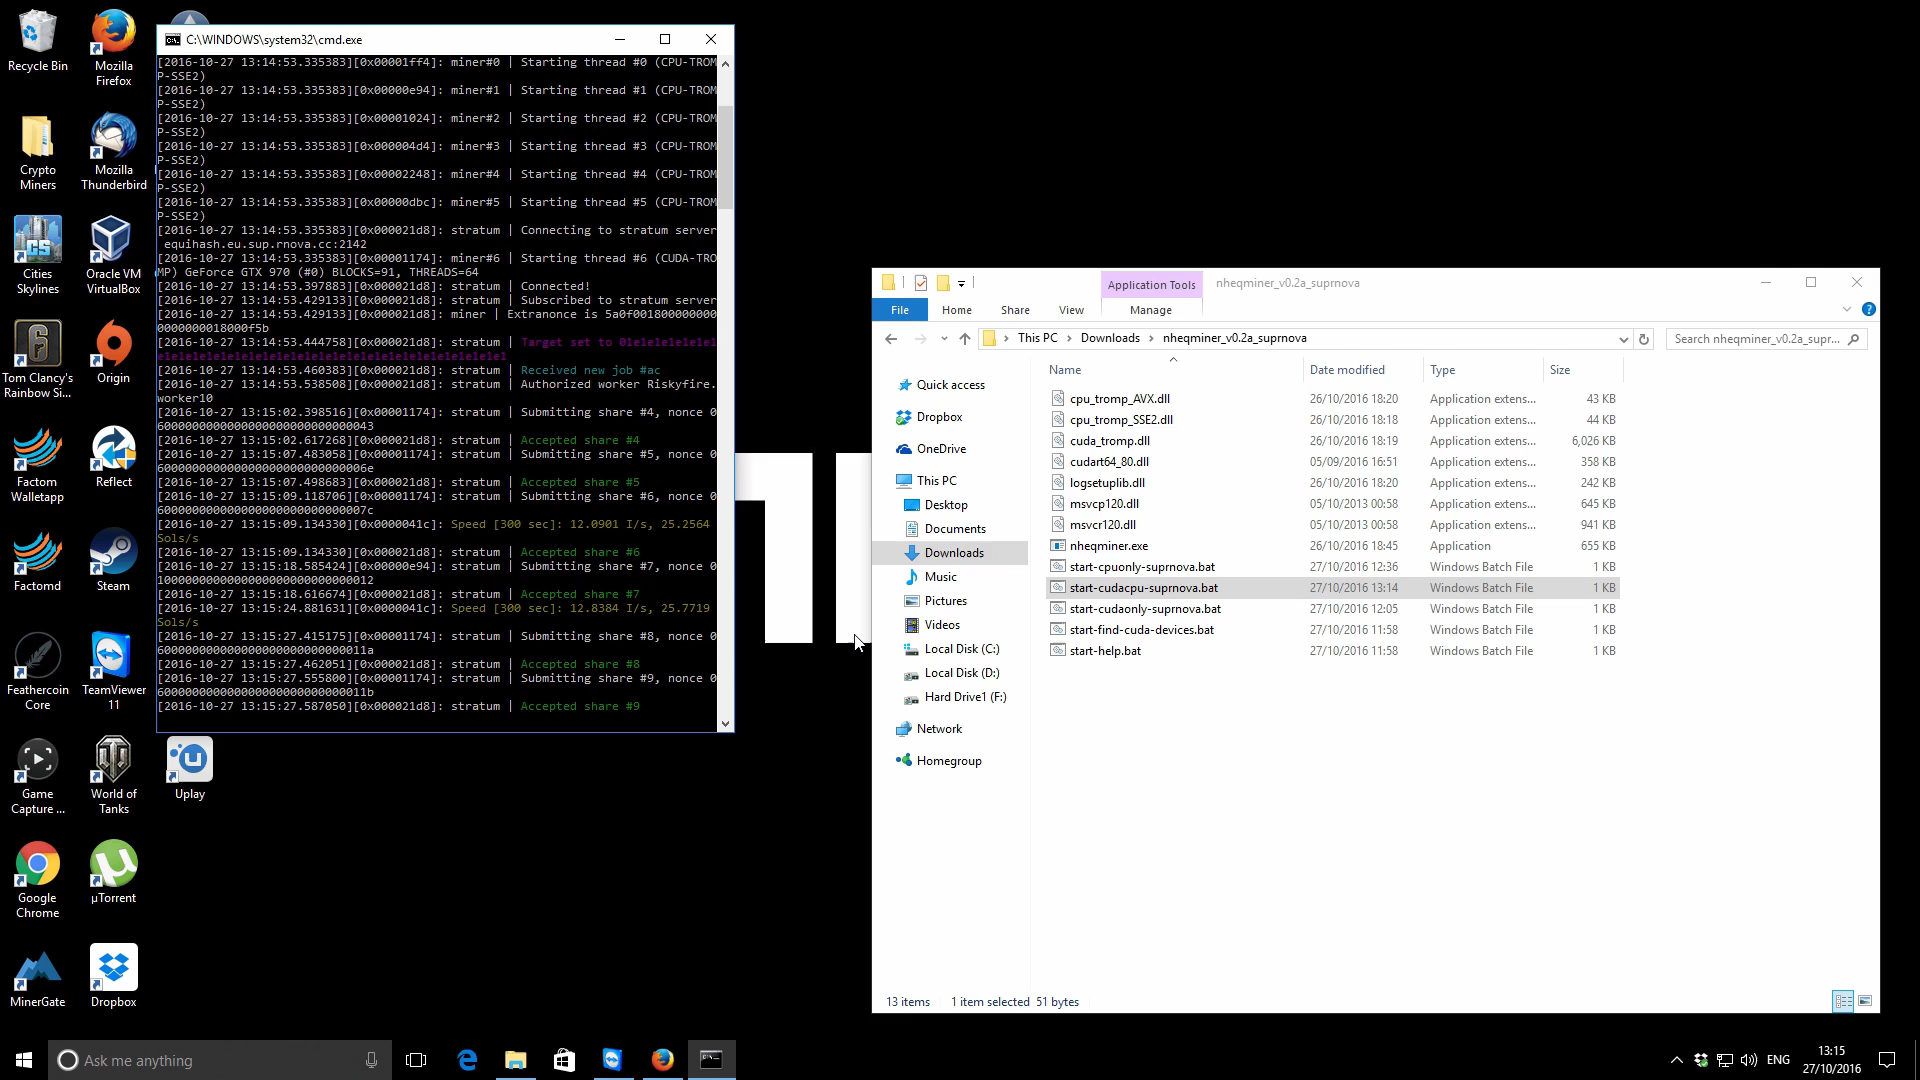 Recycle Bin
Mozilla
Firefox
Crypto
Miners
Mozilla
Thunderbird
Cities
Skylines
Oracle VM
VirtualBox
Tom Clancy's
Rainbow Si...
Origin
Factom
Walletapp
Reflect
Factomd
Steam
Feathercoin
Core
TeamViewer
11
Game
Capture ...
World of
Tanks
Uplay
Google
Chrome
µTorrent
MinerGate
Dropbox
C:\WINDOWS\system32\cmd.exe
[2016-10-27 13:14:53.335383][0x00001ff4]: miner#0 | Starting thread #0 (CPU-TROM
P-SSE2)
[2016-10-27 13:14:53.335383][0x00000e94]: miner#1 | Starting thread #1 (CPU-TROM
P-SSE2)
[2016-10-27 13:14:53.335383][0x00001024]: miner#2 | Starting thread #2 (CPU-TROM
P-SSE2)
[2016-10-27 13:14:53.335383][0x000004d4]: miner#3 | Starting thread #3 (CPU-TROM
P-SSE2)
[2016-10-27 13:14:53.335383][0x00002248]: miner#4 | Starting thread #4 (CPU-TROM
P-SSE2)
[2016-10-27 13:14:53.335383][0x00000dbc]: miner#5 | Starting thread #5 (CPU-TROM
P-SSE2)
[2016-10-27 13:14:53.335383][0x000021d8]: stratum | Connecting to stratum server
equihash.eu.sup.rnova.cc:2142
[2016-10-27 13:14:53.335383][0x00001174]: miner#6 | Starting thread #6 (CUDA-TRO
MP) GeForce GTX 970 (#0) BLOCKS=91, THREADS=64
[2016-10-27 13:14:53.397883][0x000021d8]: stratum | Connected!
[2016-10-27 13:14:53.429133][0x000021d8]: stratum | Subscribed to stratum server
[2016-10-27 13:14:53.429133][0x000021d8]: miner | Extranonce is 5a0f001800000000
0000000018000f5b
[2016-10-27 13:14:53.444758][0x000021d8]: stratum | Target set to
[2016-10-27 13:14:53.460383][0x000021d8]: stratum | Received new job #ac
[2016-10-27 13:14:53.538508][0x000021d8]: stratum | Authorized worker Riskyfire.
worker10
[2016-10-27 13:15:02.398516][0x00001174]: stratum | Submitting share #4, nonce 0
[2016-10-27 13:15:02.617268][0x000021d8]: stratum | Accepted share #4
[2016-10-27 13:15:07.483058][0x00001174]: stratum | Submitting share #5, nonce 0
[2016-10-27 13:15:07.498683][0x000021d8]: stratum | Accepted share #5
[2016-10-27 13:15:09.118706][0x00001174]: stratum | Submitting share #6, nonce 0
[2016-10-27 13:15:09.134330][0x0000041c]: Speed [300 sec]: 12.0901 I/s, 25.2564
Sols/s
[2016-10-27 13:15:09.134330][0x000021d8]: stratum | Accepted share #6
[2016-10-27 13:15:18.585424][0x00000e94]: stratum | Submitting share #7, nonce 0
[2016-10-27 13:15:18.616674][0x000021d8]: stratum | Accepted share #7
[2016-10-27 13:15:24.881631][0x0000041c]: Speed [300 sec]: 12.8384 I/s, 25.7719
Sols/s
[2016-10-27 13:15:27.415175][0x00001174]: stratum | Submitting share #8, nonce 0
[2016-10-27 13:15:27.462051][0x000021d8]: stratum | Accepted share #8
[2016-10-27 13:15:27.555800][0x00001174]: stratum | Submitting share #9, nonce 0
[2016-10-27 13:15:27.587050][0x000021d8]: stratum | Accepted share #9
Application Tools
nheqminer_v0.2a_suprnova
File Home Share View Manage
This PC Downloads nheqminer_v0.2a_suprnova
Search nheqminer_v0.2a_supr...
Quick access
Dropbox
OneDrive
This PC
Desktop
Documents
Downloads
Music
Pictures
Videos
Local Disk (C:)
Local Disk (D:)
Hard Drive1 (F:)
Network
Homegroup
Name Date modified Type Size
cpu_tromp_AVX.dll 26/10/2016 18:20 Application extens... 43 KB
cpu_tromp_SSE2.dll 26/10/2016 18:18 Application extens... 44 KB
cuda_tromp.dll 26/10/2016 18:19 Application extens... 6,026 KB
cudart64_80.dll 05/09/2016 16:51 Application extens... 358 KB
logsetuplib.dll 26/10/2016 18:20 Application extens... 242 KB
msvcp120.dll 05/10/2013 00:58 Application extens... 645 KB
msvcr120.dll 05/10/2013 00:58 Application extens... 941 KB
nheqminer.exe 26/10/2016 18:45 Application 655 KB
start-cpuonly-suprnova.bat 27/10/2016 12:36 Windows Batch File 1 KB
start-cudacpu-suprnova.bat 27/10/2016 13:14 Windows Batch File 1 KB
start-cudaonly-suprnova.bat 27/10/2016 12:05 Windows Batch File 1 KB
start-find-cuda-devices.bat 27/10/2016 11:58 Windows Batch File 1 KB
start-help.bat 27/10/2016 11:58 Windows Batch File 1 KB
13 items 1 item selected 51 bytes
Ask me anything
ENG
13:15
27/10/2016